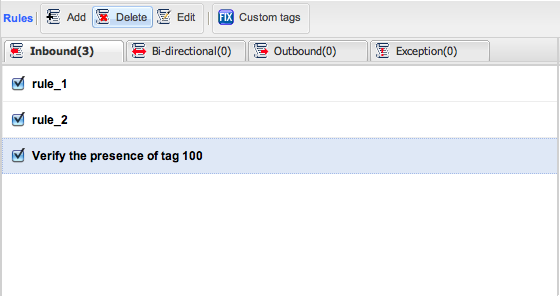 Rules Add Delete Edit FIX Custom tags
Inbound(3) Bi-directional(0) Outbound(0) Exception(0)
rule_1
rule_2
Verify the presence of tag 100